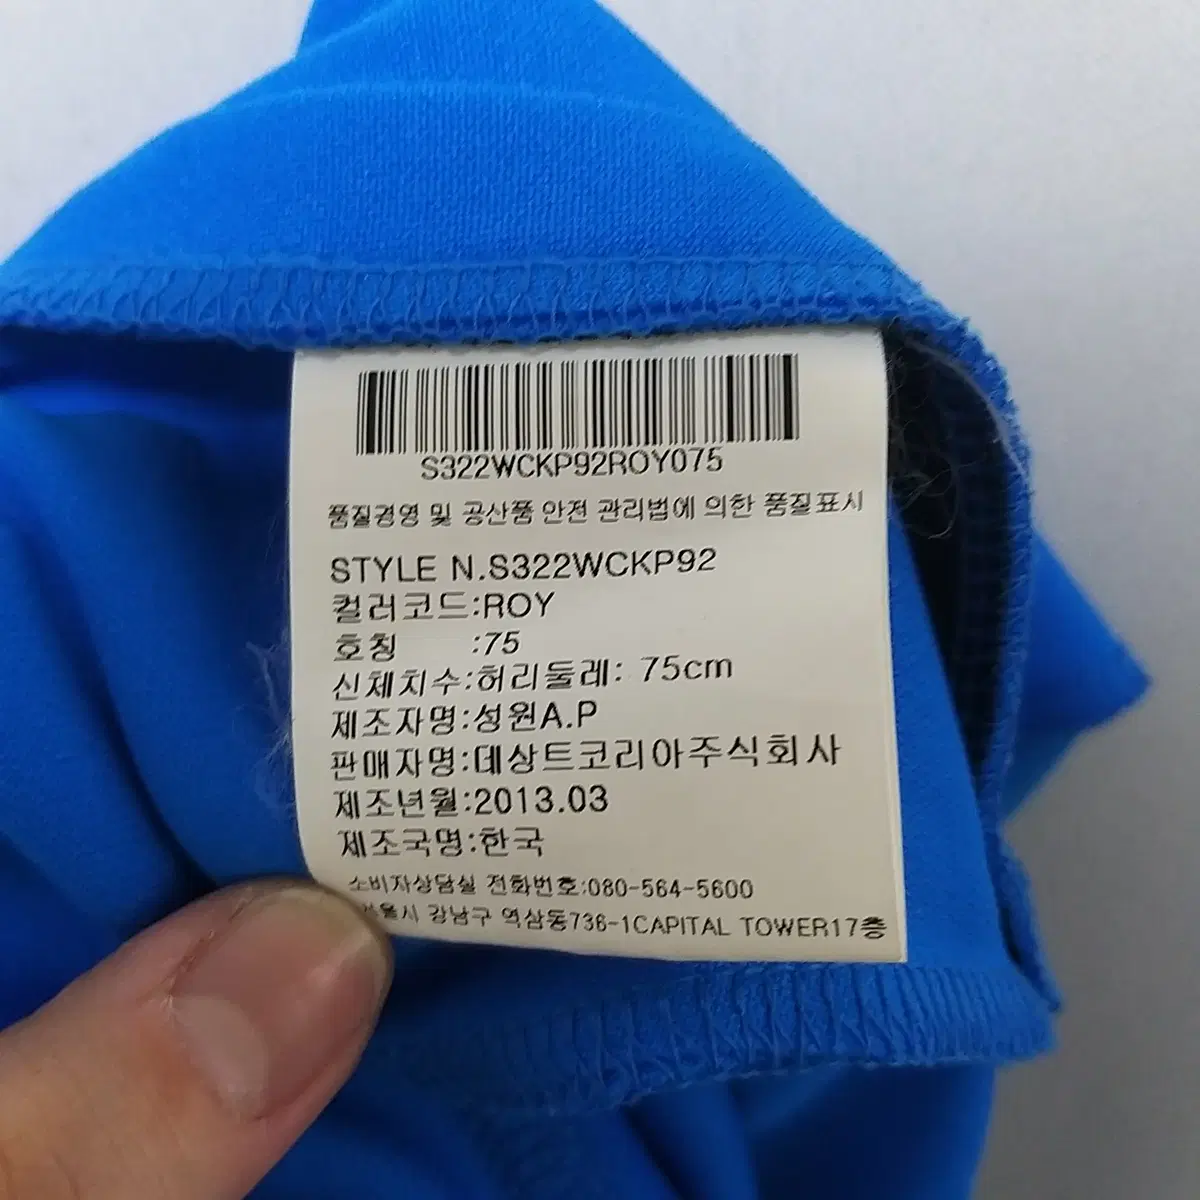 S322WCKP92ROY075
품질경영 및 공산품 안전 관리법에 의한 품질표시
STYLE N.S322WCKP92
컬러코드:ROY
호칭 :75
신체치수:허리둘레: 75cm
제조자명:성원A.P
판매자명:데상트코리아주식회사
제조년월:2013.03
제조국명:한국
소비자상담실 전화번호:080-564-5600
서울시 강남구 역삼동736-1CAPITAL TOWER17층